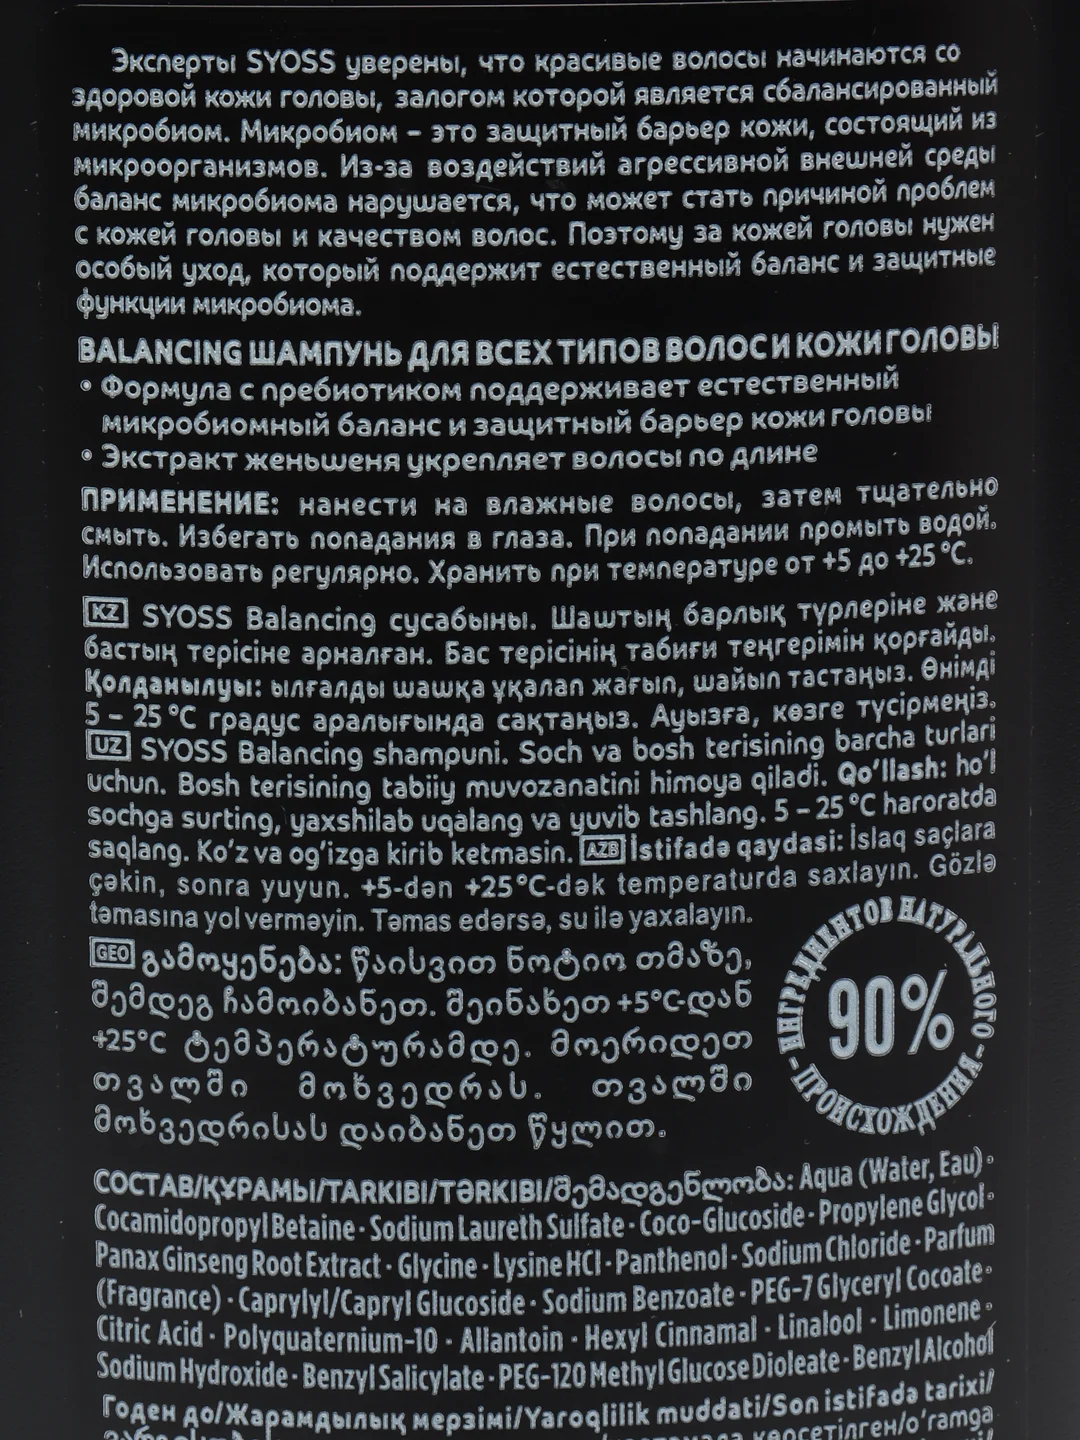 Эксперты SYOSS уверены, что красивые волосы начинаются со
здоровой кожи головы, залогом которой является сбалансированный
микробиом. Микробиом – это защитный барьер кожи, состоящий из
микроорганизмов. Из-за воздействий агрессивной внешней среды
баланс микробиома нарушается, что может стать причиной проблем
с кожей головы и качеством волос. Поэтому за кожей головы нужен
особый уход, который поддержит естественный баланс и защитные
функции микробиома.
BALANCING ШАМПУНЬ ДЛЯ ВСЕХ ТИПОВ ВОЛОС И КОЖИ ГОЛОВЫ
• Формула с пребиотиком поддерживает естественный
микробиомный баланс и защитный барьер кожи головы
• Экстракт женьшеня укрепляет волосы по длине
ПРИМЕНЕНИЕ: нанести на влажные волосы, затем тщательно
смыть. Избегать попадания в глаза. При попадании промыть водой.
Использовать регулярно. Хранить при температуре от +5 до +25 °C.
KZ SYOSS Balancing сусабыны. Шаштың барлық түрлеріне және
бастың терісіне арналған. Бас терісінің табиғи теңгерімін қорғайды.
Қолданылуы: ылғалды шашқа ұқалап жағып, шайып тастаңыз. Өнімді
5 – 25 °C градус аралығында сақтаңыз. Ауызға, көзге түсірмеңіз.
UZ SYOSS Balancing shampuni. Soch va bosh terisining barcha turlari
uchun. Bosh terisining tabiiy muvozanatini himoya qiladi. Qo‘llash: ho‘l
sochga surting, yaxshilab uqalang va yuvib tashlang. 5 – 25 °C haroratda
saqlang. Ko‘z va og‘izga kirib ketmasin. AZB İstifadə qaydası: İslaq saçlara
çəkin, sonra yuyun. +5-dən +25°C-dək temperaturda saxlayın. Gözlə
təmasına yol verməyin. Təmas edərsə, su ilə yaxalayın.
GEO გამოყენება: წაისვით ნოტიო თმაზე,
შემდეგ ჩამოიბანეთ. შეინახეთ +5°C-დან
+25°C ტემპერატურამდე. მოერიდეთ
თვალში მოხვედრას. თვალში
მოხვედრისას დაიბანეთ წყლით.
ИНГРЕДИЕНТОВ НАТУРАЛЬНОГО
90%
- ПРОИСХОЖДЕНИЯ -
СОСТАВ/ҚҰРАМЫ/TARKIBI/TƏRKIBI/შემადგენლობა: Aqua (Water, Eau) ·
Cocamidopropyl Betaine · Sodium Laureth Sulfate · Coco-Glucoside · Propylene Glycol ·
Panax Ginseng Root Extract · Glycine · Lysine HCl · Panthenol · Sodium Chloride · Parfum
(Fragrance) · Caprylyl/Capryl Glucoside · Sodium Benzoate · PEG-7 Glyceryl Cocoate ·
Citric Acid · Polyquaternium-10 · Allantoin · Hexyl Cinnamal · Linalool · Limonene ·
Sodium Hydroxide · Benzyl Salicylate · PEG-120 Methyl Glucose Dioleate · Benzyl Alcohol
Годен до/Жарамдылық мерзімі/Yaroqlilik muddati/Son istifadə tarixi/
көрсетілген/o‘ramga